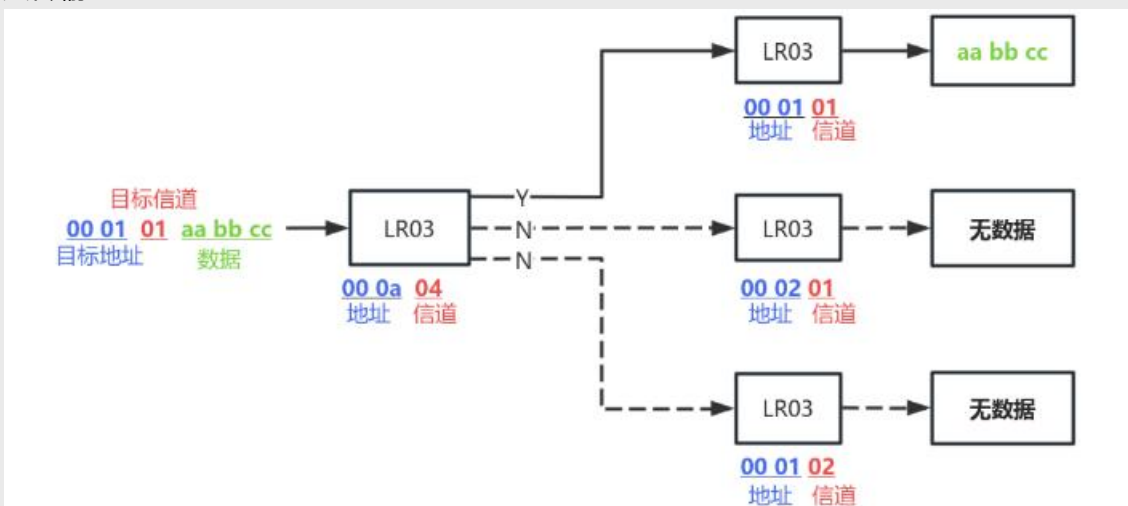 LR03
aa bb cc
00 01 01
地址 信道
目标信道
Y
00 01 01 aa bb cc
LR03
N
LR03
无数据
目标地址
数据
N
00 0a 04
00 02 01
地址 信道
地址 信道
LR03
无数据
00 01 02
地址 信道